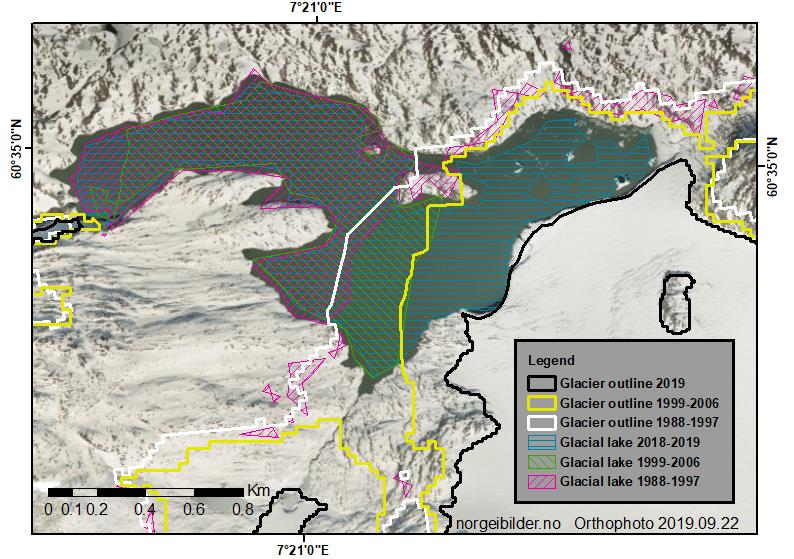 7°21'0"E
60°35'0"N
60°35'0"N
Legend
Glacier outline 2019
Glacier outline 1999-2006
Glacier outline 1988-1997
Glacial lake 2018-2019
Glacial lake 1999-2006
Glacial lake 1988-1997
Km
0 0.10.2 0.4 0.6 0.8
norgeibilder.no Orthophoto 2019.09.22
7°21'0"E